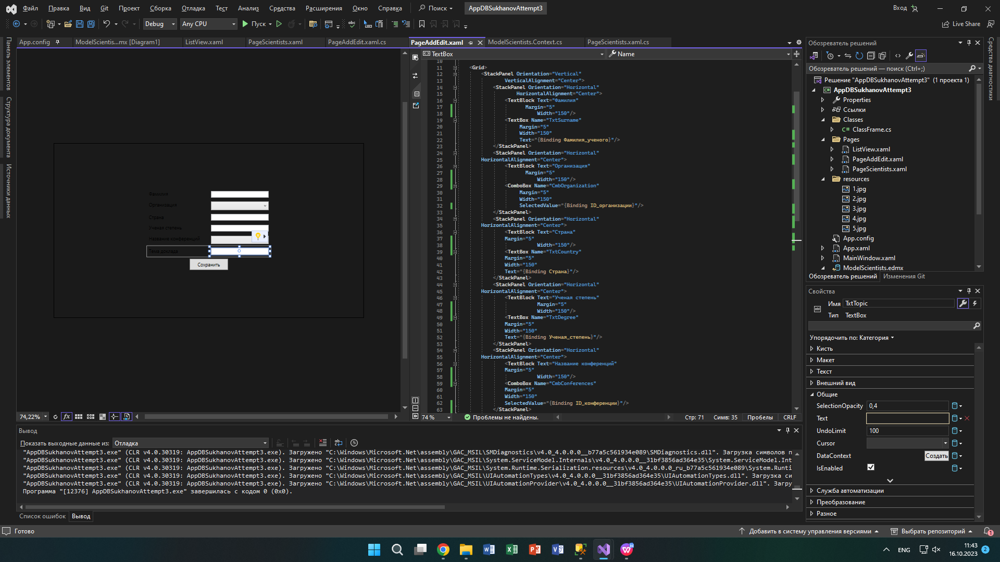 Файл Правка Вид Git Проект Сборка Отладка Тест Анализ Средства Расширения Окно Справка Поиск AppDBSukhanovAttempt3 Вход
Debug Any CPU Пуск Live Share
Панель элементов
Структура документа
Источники данных
App.config ModelScientis...mx [Diagram1] ListView.xaml PageScientists.xaml PageAddEdit.xaml.cs PageAddEdit.xaml ModelScientists.Context.cs PageScientists.xaml.cs
TextBox Name
Фамилия
Организация
Страна
Ученая степень
Название конференций
Тема доклада
Сохранить
74,22%
10
11 <Grid>
12 <StackPanel Orientation="Vertical"
13 VerticalAlignment="Center">
14 <StackPanel Orientation="Horizontal"
15 HorizontalAlignment="Center">
16 <TextBlock Text="Фамилия"
17 Margin="5"
18 Width="150"/>
19 <TextBox Name="TxtSurname"
20 Margin="5"
21 Width="150"
22 Text="{Binding Фамилия_ученого}"/>
23 </StackPanel>
24 <StackPanel Orientation="Horizontal"
25 HorizontalAlignment="Center">
26 <TextBlock Text="Организация"
27 Margin="5"
28 Width="150"/>
29 <ComboBox Name="CmbOrganization"
30 Margin="5"
31 Width="150"
32 SelectedValue="{Binding ID_организации}"/>
33 </StackPanel>
34 <StackPanel Orientation="Horizontal"
35 HorizontalAlignment="Center">
36 <TextBlock Text="Страна"
37 Margin="5"
38 Width="150"/>
39 <TextBox Name="TxtCountry"
40 Margin="5"
41 Width="150"
42 Text="{Binding Страна}"/>
43 </StackPanel>
44 <StackPanel Orientation="Horizontal"
45 HorizontalAlignment="Center">
46 <TextBlock Text="Ученая степень"
47 Margin="5"
48 Width="150"/>
49 <TextBox Name="TxtDegree"
50 Margin="5"
51 Width="150"
52 Text="{Binding Ученая_степень}"/>
53 </StackPanel>
54 <StackPanel Orientation="Horizontal"
55 HorizontalAlignment="Center">
56 <TextBlock Text="Название конференций"
57 Margin="5"
58 Width="150"/>
59 <ComboBox Name="CmbConferences"
60 Margin="5"
61 Width="150"
62 SelectedValue="{Binding ID_конференции}"/>
63 </StackPanel>
74 % Проблемы не найдены. Стр: 71 Симв: 35 Пробелы CRLF
Вывод
Показать выходные данные из: Отладка
"AppDBSukhanovAttempt3.exe" (CLR v4.0.30319: AppDBSukhanovAttempt3.exe). Загружено "C:\Windows\Microsoft.Net\assembly\GAC_MSIL\SMDiagnostics\v4.0_4.0.0.0__b77a5c561934e089\SMDiagnostics.dll". Загрузка символов п
"AppDBSukhanovAttempt3.exe" (CLR v4.0.30319: AppDBSukhanovAttempt3.exe). Загружено "C:\Windows\Microsoft.Net\assembly\GAC_MSIL\System.ServiceModel.Internals\v4.0_4.0.0.0__31bf3856ad364e35\System.ServiceModel.Int
"AppDBSukhanovAttempt3.exe" (CLR v4.0.30319: AppDBSukhanovAttempt3.exe). Загружено "C:\Windows\Microsoft.Net\assembly\GAC_MSIL\System.Runtime.Serialization.resources\v4.0_4.0.0.0_ru_b77a5c561934e089\System.Runti
"AppDBSukhanovAttempt3.exe" (CLR v4.0.30319: AppDBSukhanovAttempt3.exe). Загружено "C:\Windows\Microsoft.Net\assembly\GAC_MSIL\UIAutomationTypes\v4.0_4.0.0.0__31bf3856ad364e35\UIAutomationTypes.dll". Загрузка си
"AppDBSukhanovAttempt3.exe" (CLR v4.0.30319: AppDBSukhanovAttempt3.exe). Загружено "C:\Windows\Microsoft.Net\assembly\GAC_MSIL\UIAutomationProvider\v4.0_4.0.0.0__31bf3856ad364e35\UIAutomationProvider.dll". Загру
Программа "[12376] AppDBSukhanovAttempt3.exe" завершилась с кодом 0 (0x0).
Список ошибок Вывод
Обозреватель решений
Обозреватель решений — поиск (Ctrl+;)
Решение "AppDBSukhanovAttempt3" (1 проекта 1)
C# AppDBSukhanovAttempt3
Properties
Ссылки
Classes
C# ClassFrame.cs
Pages
ListView.xaml
PageAddEdit.xaml
PageScientists.xaml
resources
1.jpg
2.jpg
3.jpg
4.jpg
5.jpg
App.config
App.xaml
MainWindow.xaml
ModelScientists.edmx
Обозреватель решений Изменения Git
Свойства
Имя TxtTopic
Тип TextBox
Упорядочить по: Категория
Кисть
Макет
Текст
Внешний вид
Общие
SelectionOpacity 0,4
Text
UndoLimit 100
Cursor
DataContext Создать
IsEnabled
Служба автоматизации
Преобразование
Разное
Средства диагностики
Готово Добавить в систему управления версиями Выбрать репозиторий 1
ENG 11:43
16.10.2023 2